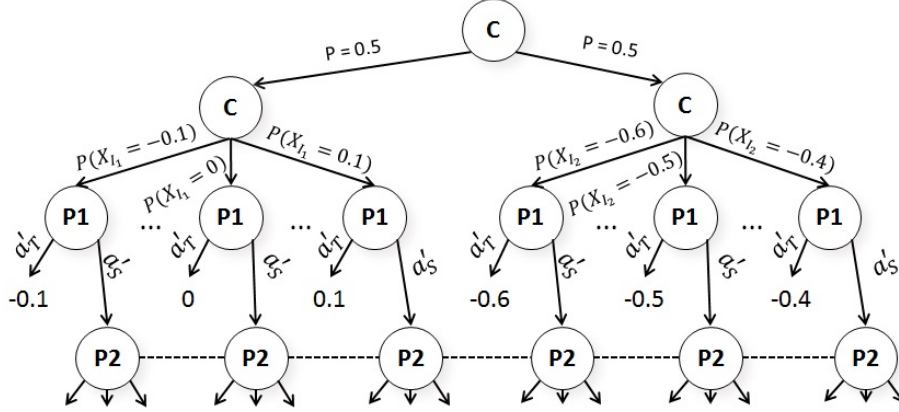 C
P = 0.5
P = 0.5
C
C
P(X_{I_1} = −0.1)
P(X_{I_1} = 0)
P(X_{I_1} = 0.1)
P(X_{I_2} = −0.6)
P(X_{I_2} = −0.5)
P(X_{I_2} = −0.4)
P1
...
P1
...
P1
P1
...
P1
...
P1
a'_T
a'_S
a'_T
a'_S
a'_T
a'_S
a'_T
a'_S
a'_T
a'_S
a'_T
a'_S
-0.1
0
0.1
-0.6
-0.5
-0.4
P2
P2
P2
P2
P2
P2